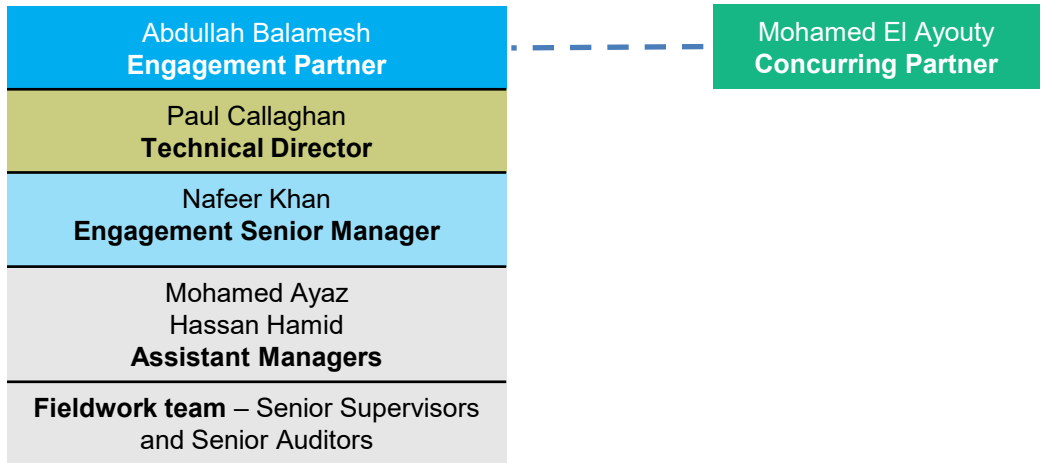 Abdullah Balamesh
Engagement Partner
Mohamed El Ayouty
Concurring Partner
Paul Callaghan
Technical Director
Nafeer Khan
Engagement Senior Manager
Mohamed Ayaz
Hassan Hamid
Assistant Managers
Fieldwork team – Senior Supervisors
and Senior Auditors